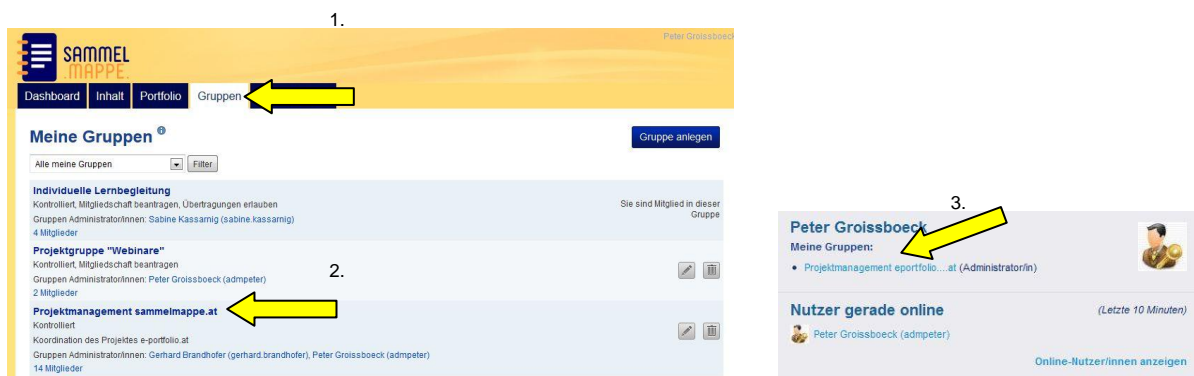 1.
Peter Groissboeck
SAMMEL
.MAPPE.
Dashboard Inhalt Portfolio Gruppen
Meine Gruppen
Gruppe anlegen
Alle meine Gruppen Filter
Individuelle Lernbegleitung
Kontrolliert, Mitgliedschaft beantragen, Übertragungen erlauben
Gruppen Administrator/innen: Sabine Kassarnig (sabine.kassarnig)
4 Mitglieder
Sie sind Mitglied in dieser
Gruppe
Projektgruppe "Webinare"
Kontrolliert, Mitgliedschaft beantragen
Gruppen Administrator/innen: Peter Groissboeck (admpeter)
2 Mitglieder
2.
Projektmanagement sammelmappe.at
Kontrolliert
Koordination des Projektes e-portfolio.at
Gruppen Administrator/innen: Gerhard Brandhofer (gerhard.brandhofer), Peter Groissboeck (admpeter)
14 Mitglieder
3.
Peter Groissboeck
Meine Gruppen:
• Projektmanagement eportfolio....at (Administrator/in)
Nutzer gerade online (Letzte 10 Minuten)
Peter Groissboeck (admpeter)
Online-Nutzer/innen anzeigen